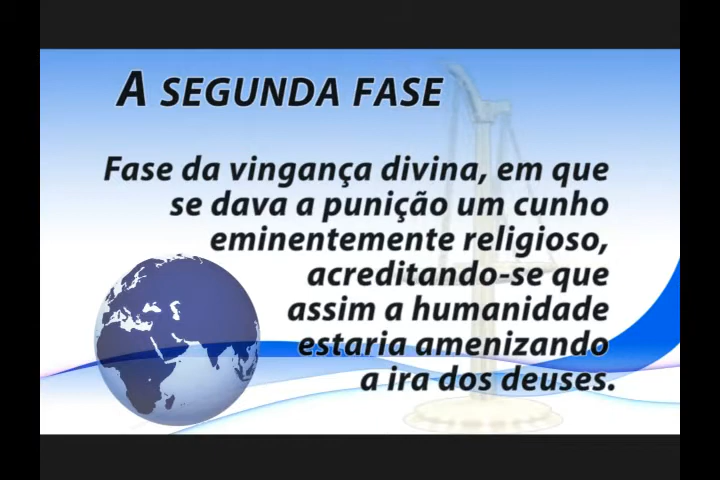 A SEGUNDA FASE
Fase da vingança divina, em que
se dava a punição um cunho
eminentemente religioso,
acreditando-se que
assim a humanidade
estaria amenizando
a ira dos deuses.